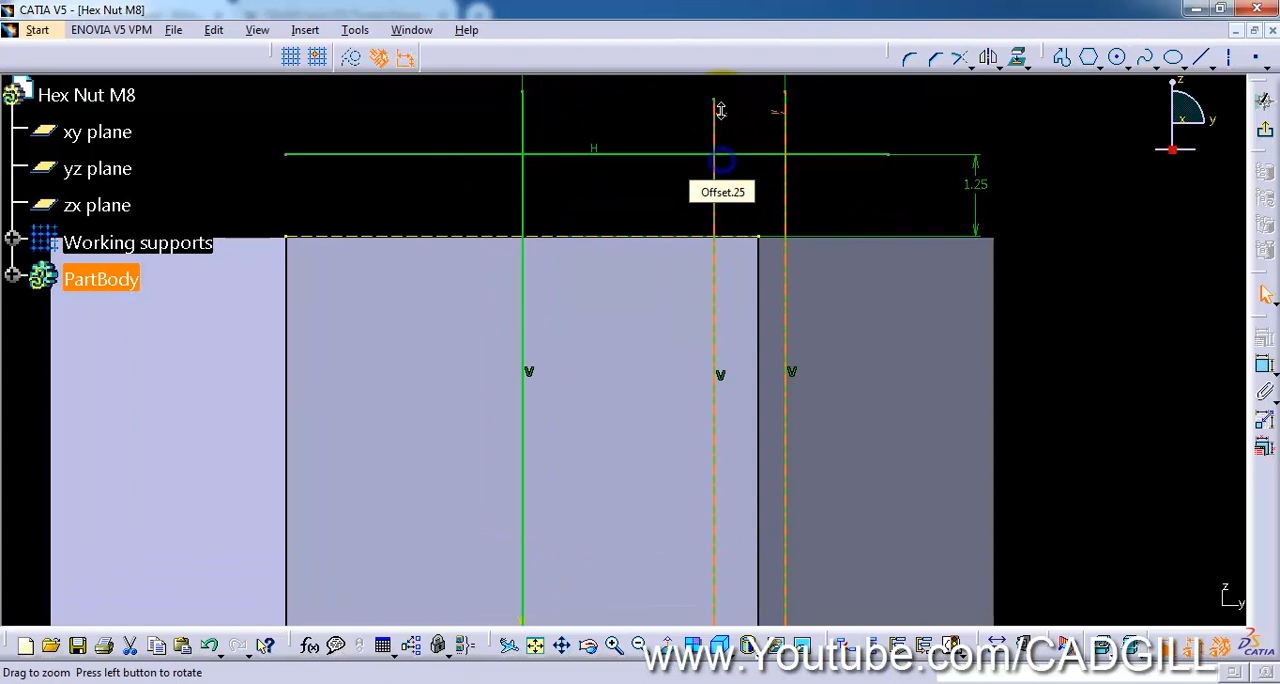 CATIA V5 - [Hex Nut M8]
Start ENOVIA V5 VPM File Edit View Insert Tools Window Help
Hex Nut M8
z
x y
xy plane
H
1.25
yz plane
Offset.25
zx plane
Working supports
PartBody
V V V
z
y
f(x)
www.Youtube.com/CADGILL
CATIA
Drag to zoom Press left button to rotate